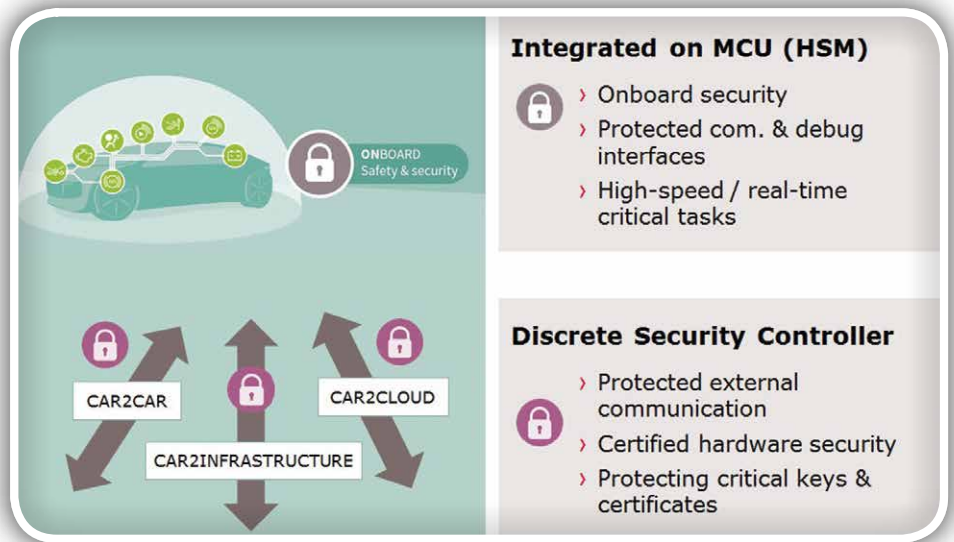 ONBOARD
Safety & security
CAR2CAR
CAR2INFRASTRUCTURE
CAR2CLOUD
Integrated on MCU (HSM)
› Onboard security
› Protected com. & debug
interfaces
› High-speed / real-time
critical tasks
Discrete Security Controller
› Protected external
communication
› Certified hardware security
› Protecting critical keys &
certificates